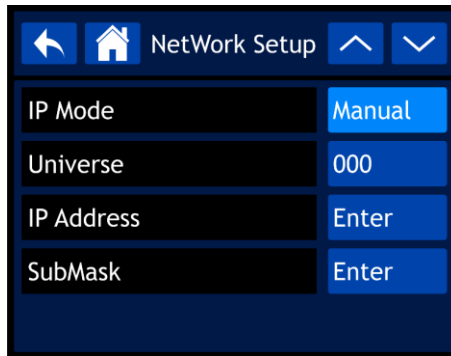 NetWork Setup
IP Mode Manual
Universe 000
IP Address Enter
SubMask Enter